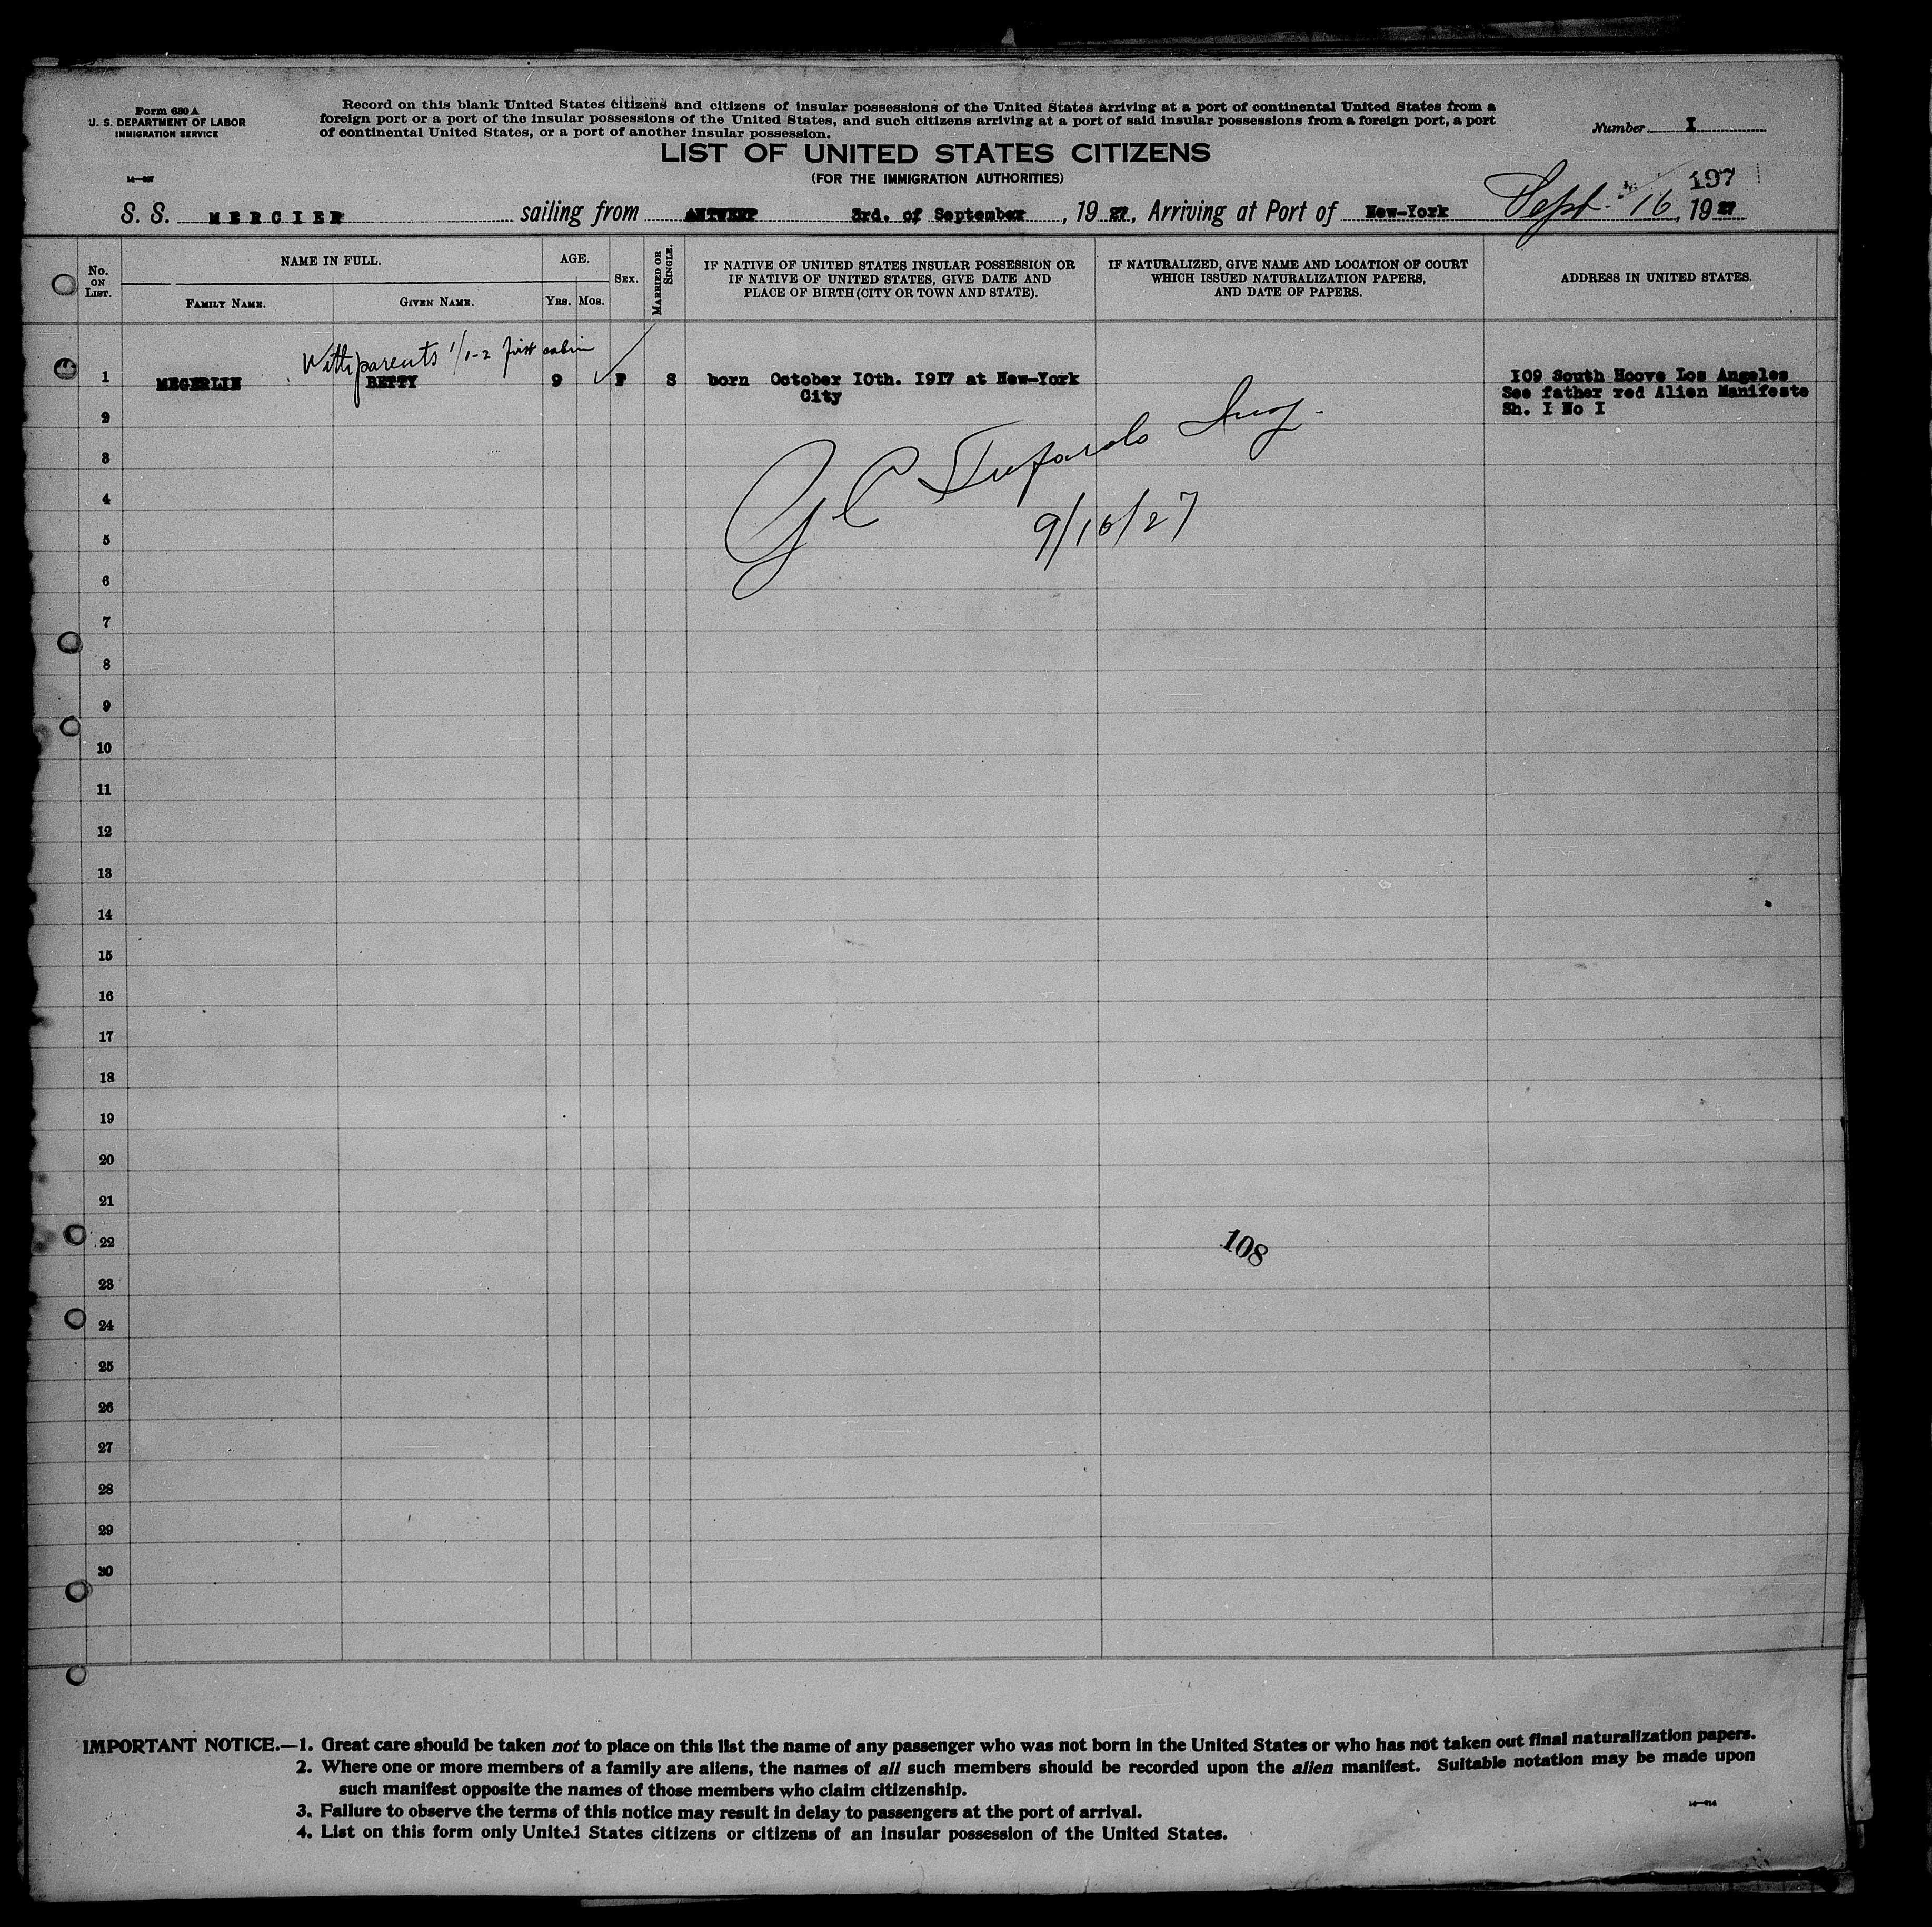 Form 630 A
U. S. DEPARTMENT OF LABOR
IMMIGRATION SERVICE
Record on this blank United States citizens and citizens of insular possessions of the United States arriving at a port of continental United States from a
foreign port or a port of the insular possessions of the United States, and such citizens arriving at a port of said insular possessions from a foreign port, a port
of continental United States, or a port of another insular possession.
Number I
LIST OF UNITED STATES CITIZENS
(FOR THE IMMIGRATION AUTHORITIES)
197
S. S. MERCIER sailing from ANTWERP 3rd. of September, 19 27, Arriving at Port of New-York Sept. 16, 19 27
No. ON LIST.
NAME IN FULL.
FAMILY NAME.
GIVEN NAME.
AGE.
YRS.
MOS.
SEX.
MARRIED OR SINGLE.
IF NATIVE OF UNITED STATES INSULAR POSSESSION OR
IF NATIVE OF UNITED STATES, GIVE DATE AND
PLACE OF BIRTH (CITY OR TOWN AND STATE).
IF NATURALIZED, GIVE NAME AND LOCATION OF COURT
WHICH ISSUED NATURALIZATION PAPERS,
AND DATE OF PAPERS.
ADDRESS IN UNITED STATES.
With parents 1/1-2 first cabin
1 MEGERLIN BETTY 9 F S born October 10th. 1917 at New-York
City
109 South Hoove Los Angeles
See father red Alien Manifeste
Sh. I No I
2
3
4
9/16/27
5
6
7
8
9
10
11
12
13
14
15
16
17
18
19
20
21
22
108
23
24
25
26
27
28
29
30
IMPORTANT NOTICE.—1. Great care should be taken not to place on this list the name of any passenger who was not born in the United States or who has not taken out final naturalization papers.
2. Where one or more members of a family are aliens, the names of all such members should be recorded upon the alien manifest. Suitable notation may be made upon
such manifest opposite the names of those members who claim citizenship.
3. Failure to observe the terms of this notice may result in delay to passengers at the port of arrival.
4. List on this form only United States citizens or citizens of an insular possession of the United States.